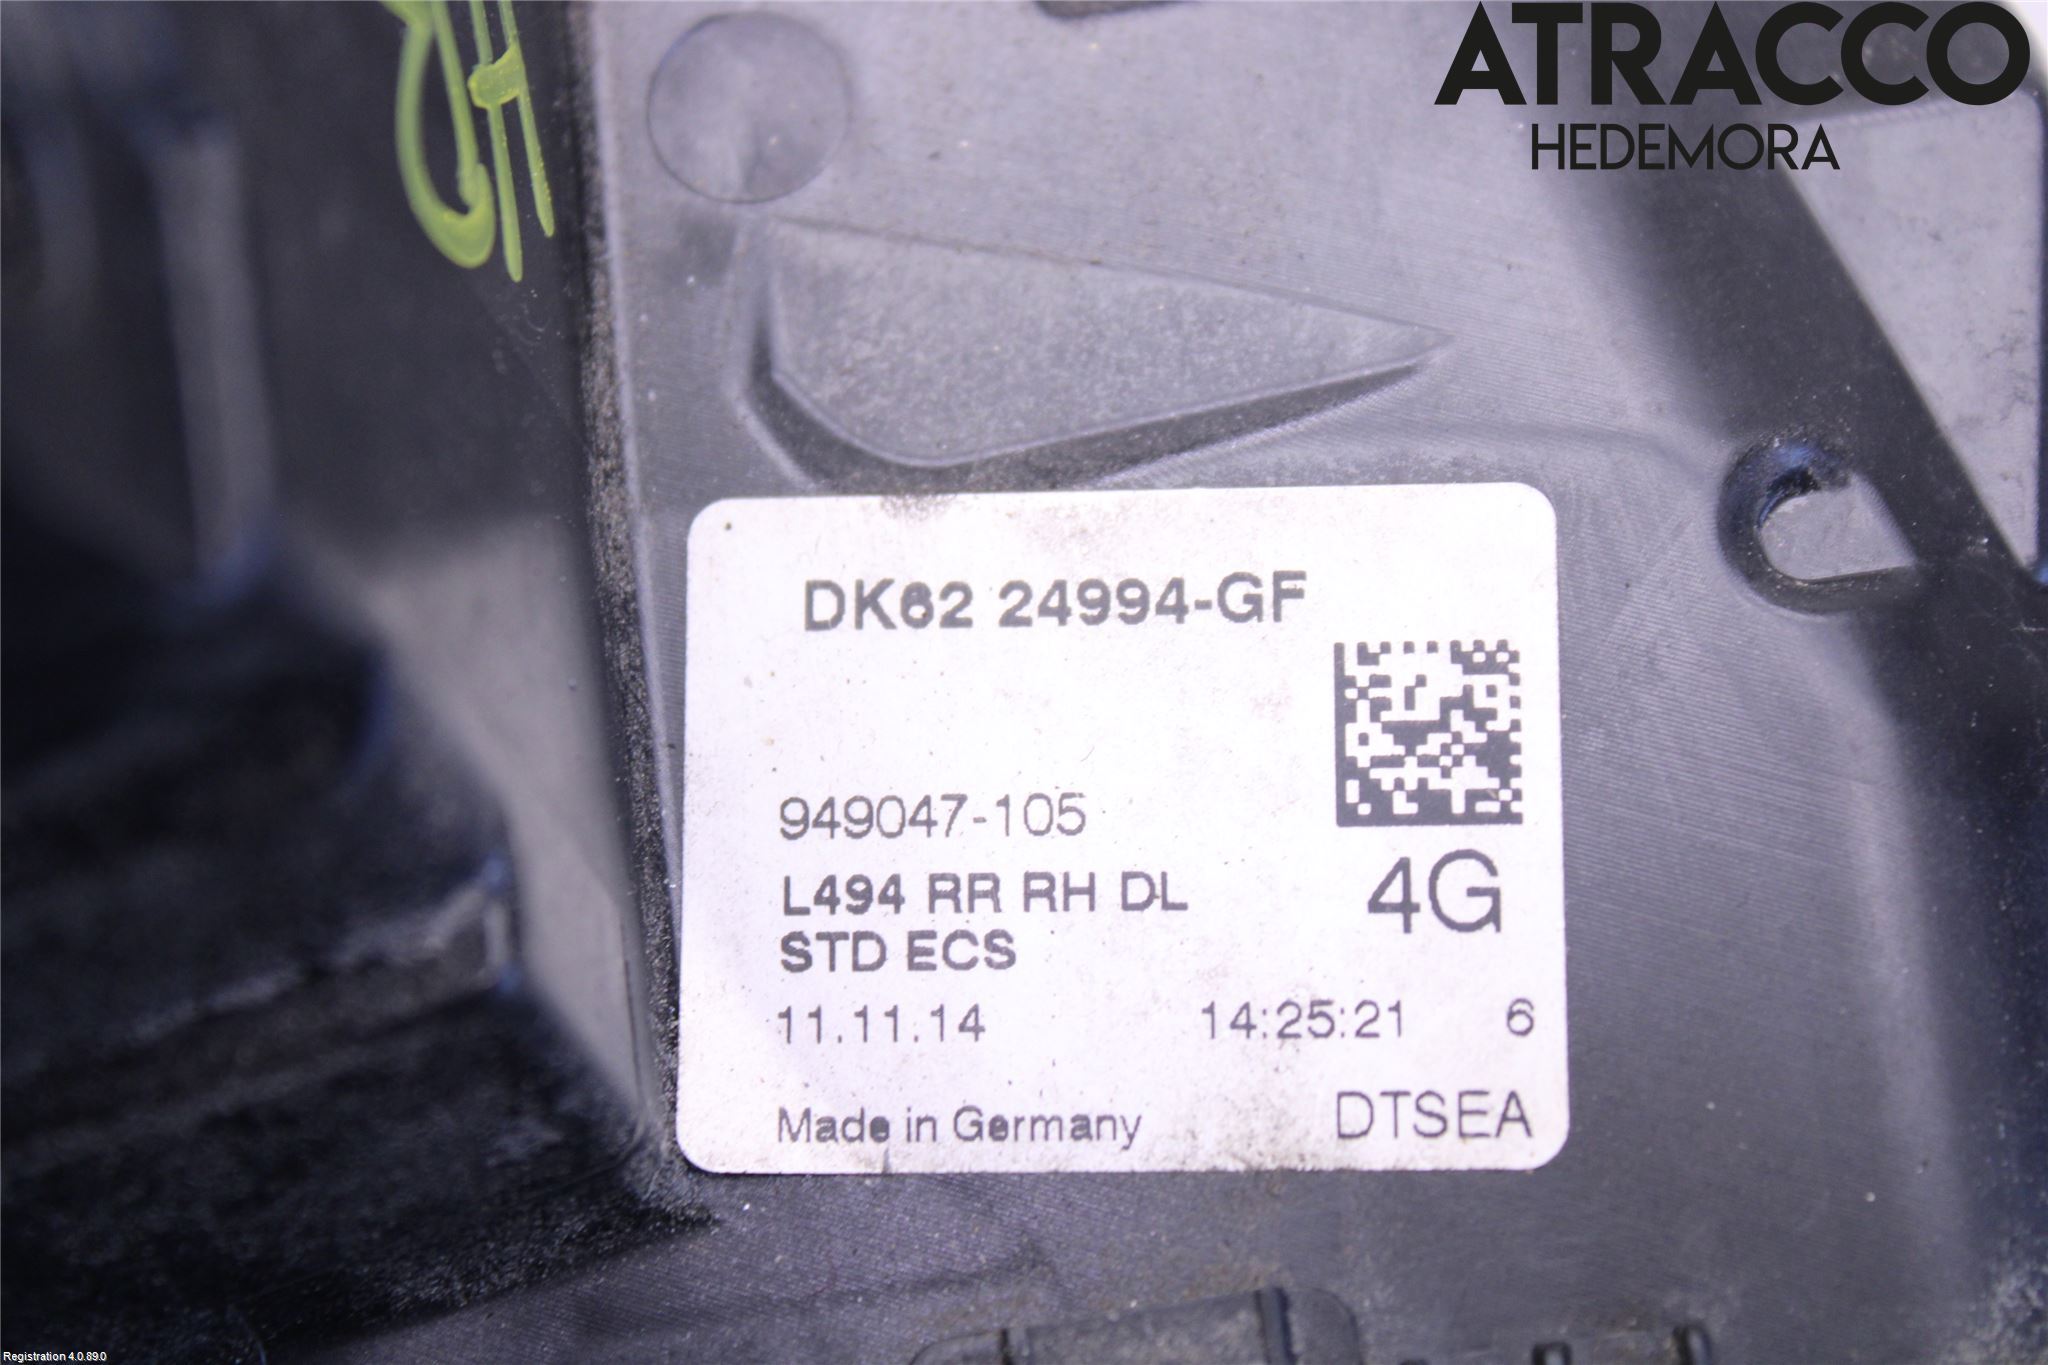 ATRACCO
HEDEMORA
DK62 24994-GF
949047-105
L494 RR RH DL
4G
STD ECS
11.11.14 14:25:21 6
Made in Germany DTSEA
Registration 4.0.89.0